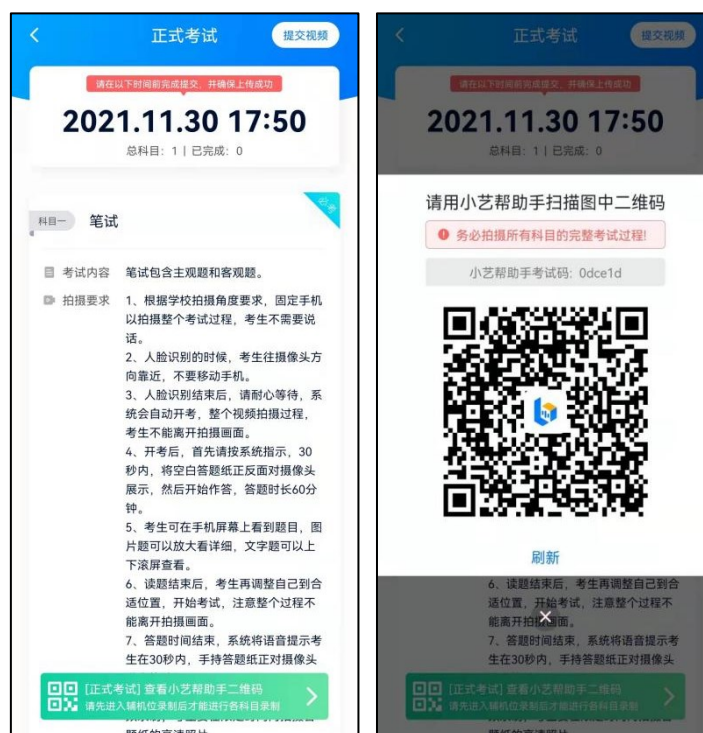 正式考试
提交视频
请在以下时间前完成提交，并确保上传成功
2021.11.30 17:50
总科目：1 | 已完成：0
必考
科目一 笔试
考试内容 笔试包含主观题和客观题。
拍摄要求 1、根据学校拍摄角度要求，固定手机
以拍摄整个考试过程，考生不需要说
话。
2、人脸识别的时候，考生往摄像头方
向靠近，不要移动手机。
3、人脸识别结束后，请耐心等待，系
统会自动开考，整个视频拍摄过程，
考生不能离开拍摄画面。
4、开考后，首先请按系统指示，30
秒内，将空白答题纸正反面对摄像头
展示，然后开始作答，答题时长60分
钟。
5、考生可在手机屏幕上看到题目，图
片题可以放大看详细，文字题可以上
下滚屏查看。
6、读题结束后，考生再调整自己到合
适位置，开始考试，注意整个过程不
能离开拍摄画面。
7、答题时间结束，系统将语音提示考
生在30秒内，手持答题纸正对摄像头
[正式考试] 查看小艺帮助手二维码
请先进入辅机位录制后才能进行各科目录制
正式考试
提交视频
请在以下时间前完成提交，并确保上传成功
2021.11.30 17:50
总科目：1 | 已完成：0
请用小艺帮助手扫描图中二维码
务必拍摄所有科目的完整考试过程!
小艺帮助手考试码：0dce1d
刷新
6、读题结束后，考生再调整自己到合
适位置，开始考试，注意整个过程不
能离开拍摄画面。
7、答题时间结束，系统将语音提示考
生在30秒内，手持答题纸正对摄像头
[正式考试] 查看小艺帮助手二维码
请先进入辅机位录制后才能进行各科目录制